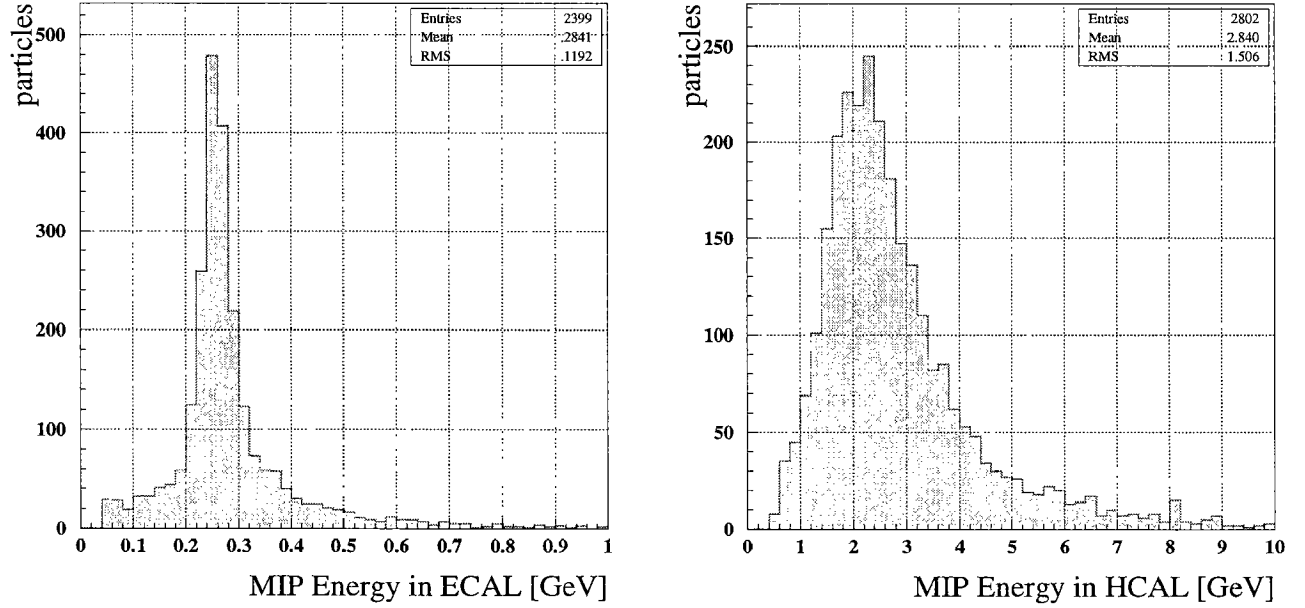 particles
500
400
300
200
100
0
Entries 2399
Mean .2841
RMS .1192
0 0.1 0.2 0.3 0.4 0.5 0.6 0.7 0.8 0.9 1
MIP Energy in ECAL [GeV]
particles
250
200
150
100
50
0
Entries 2802
Mean 2.840
RMS 1.506
0 1 2 3 4 5 6 7 8 9 10
MIP Energy in HCAL [GeV]